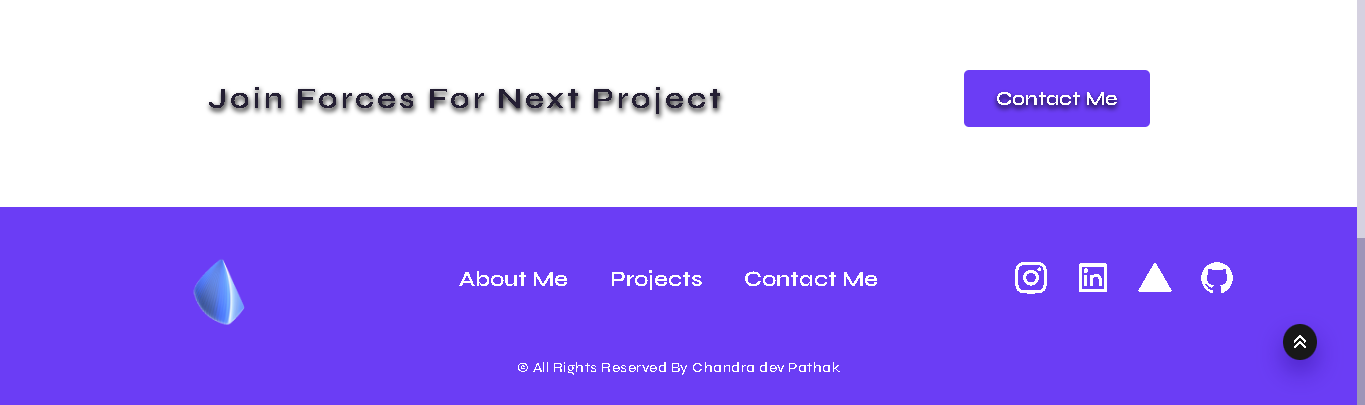 Join Forces For Next Project
Contact Me
About Me
Projects
Contact Me
© All Rights Reserved By Chandra dev Pathak